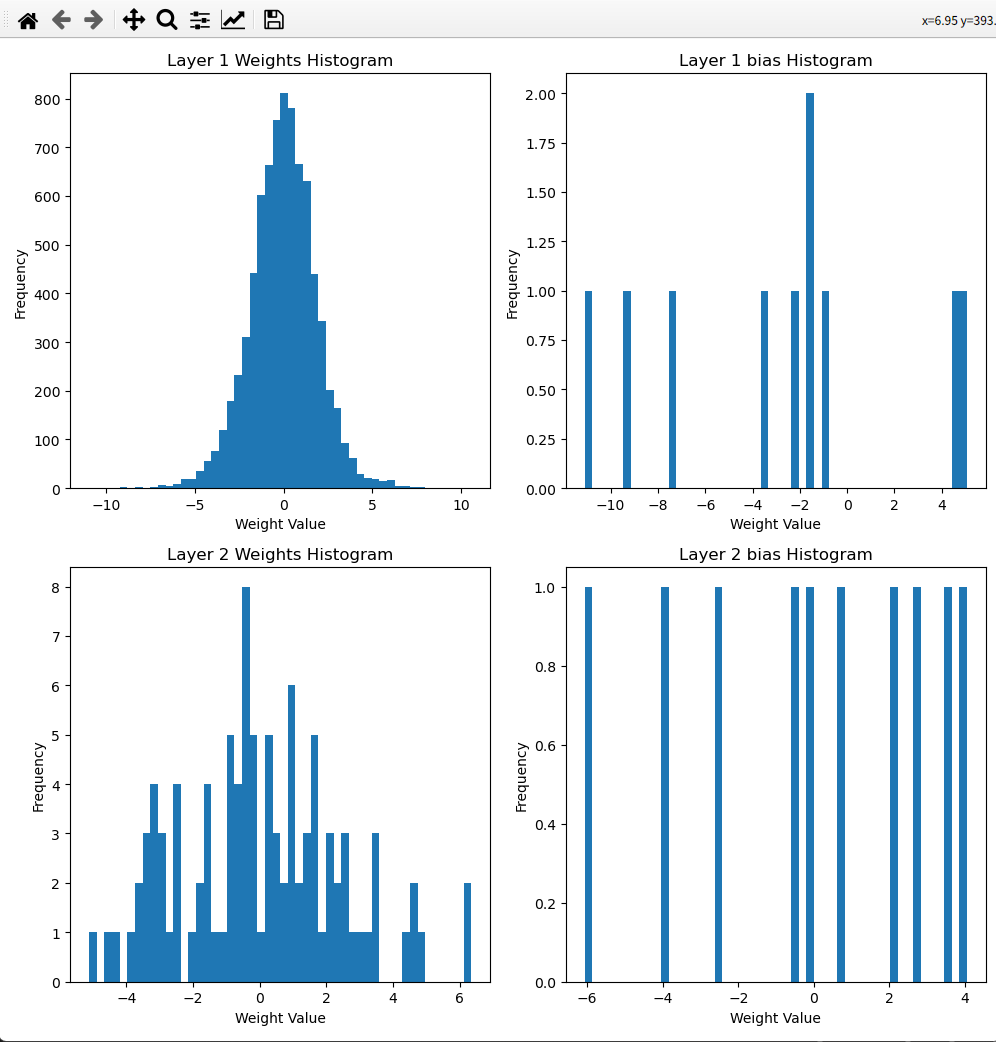 x=6.95 y=393.
Layer 1 Weights Histogram
800
700
600
500
400
300
200
100
0
Frequency
−10 −5 0 5 10
Weight Value
Layer 1 bias Histogram
2.00
1.75
1.50
1.25
1.00
0.75
0.50
0.25
0.00
Frequency
−10 −8 −6 −4 −2 0 2 4
Weight Value
Layer 2 Weights Histogram
8
7
6
5
4
3
2
1
0
Frequency
−4 −2 0 2 4 6
Weight Value
Layer 2 bias Histogram
1.0
0.8
0.6
0.4
0.2
0.0
Frequency
−6 −4 −2 0 2 4
Weight Value